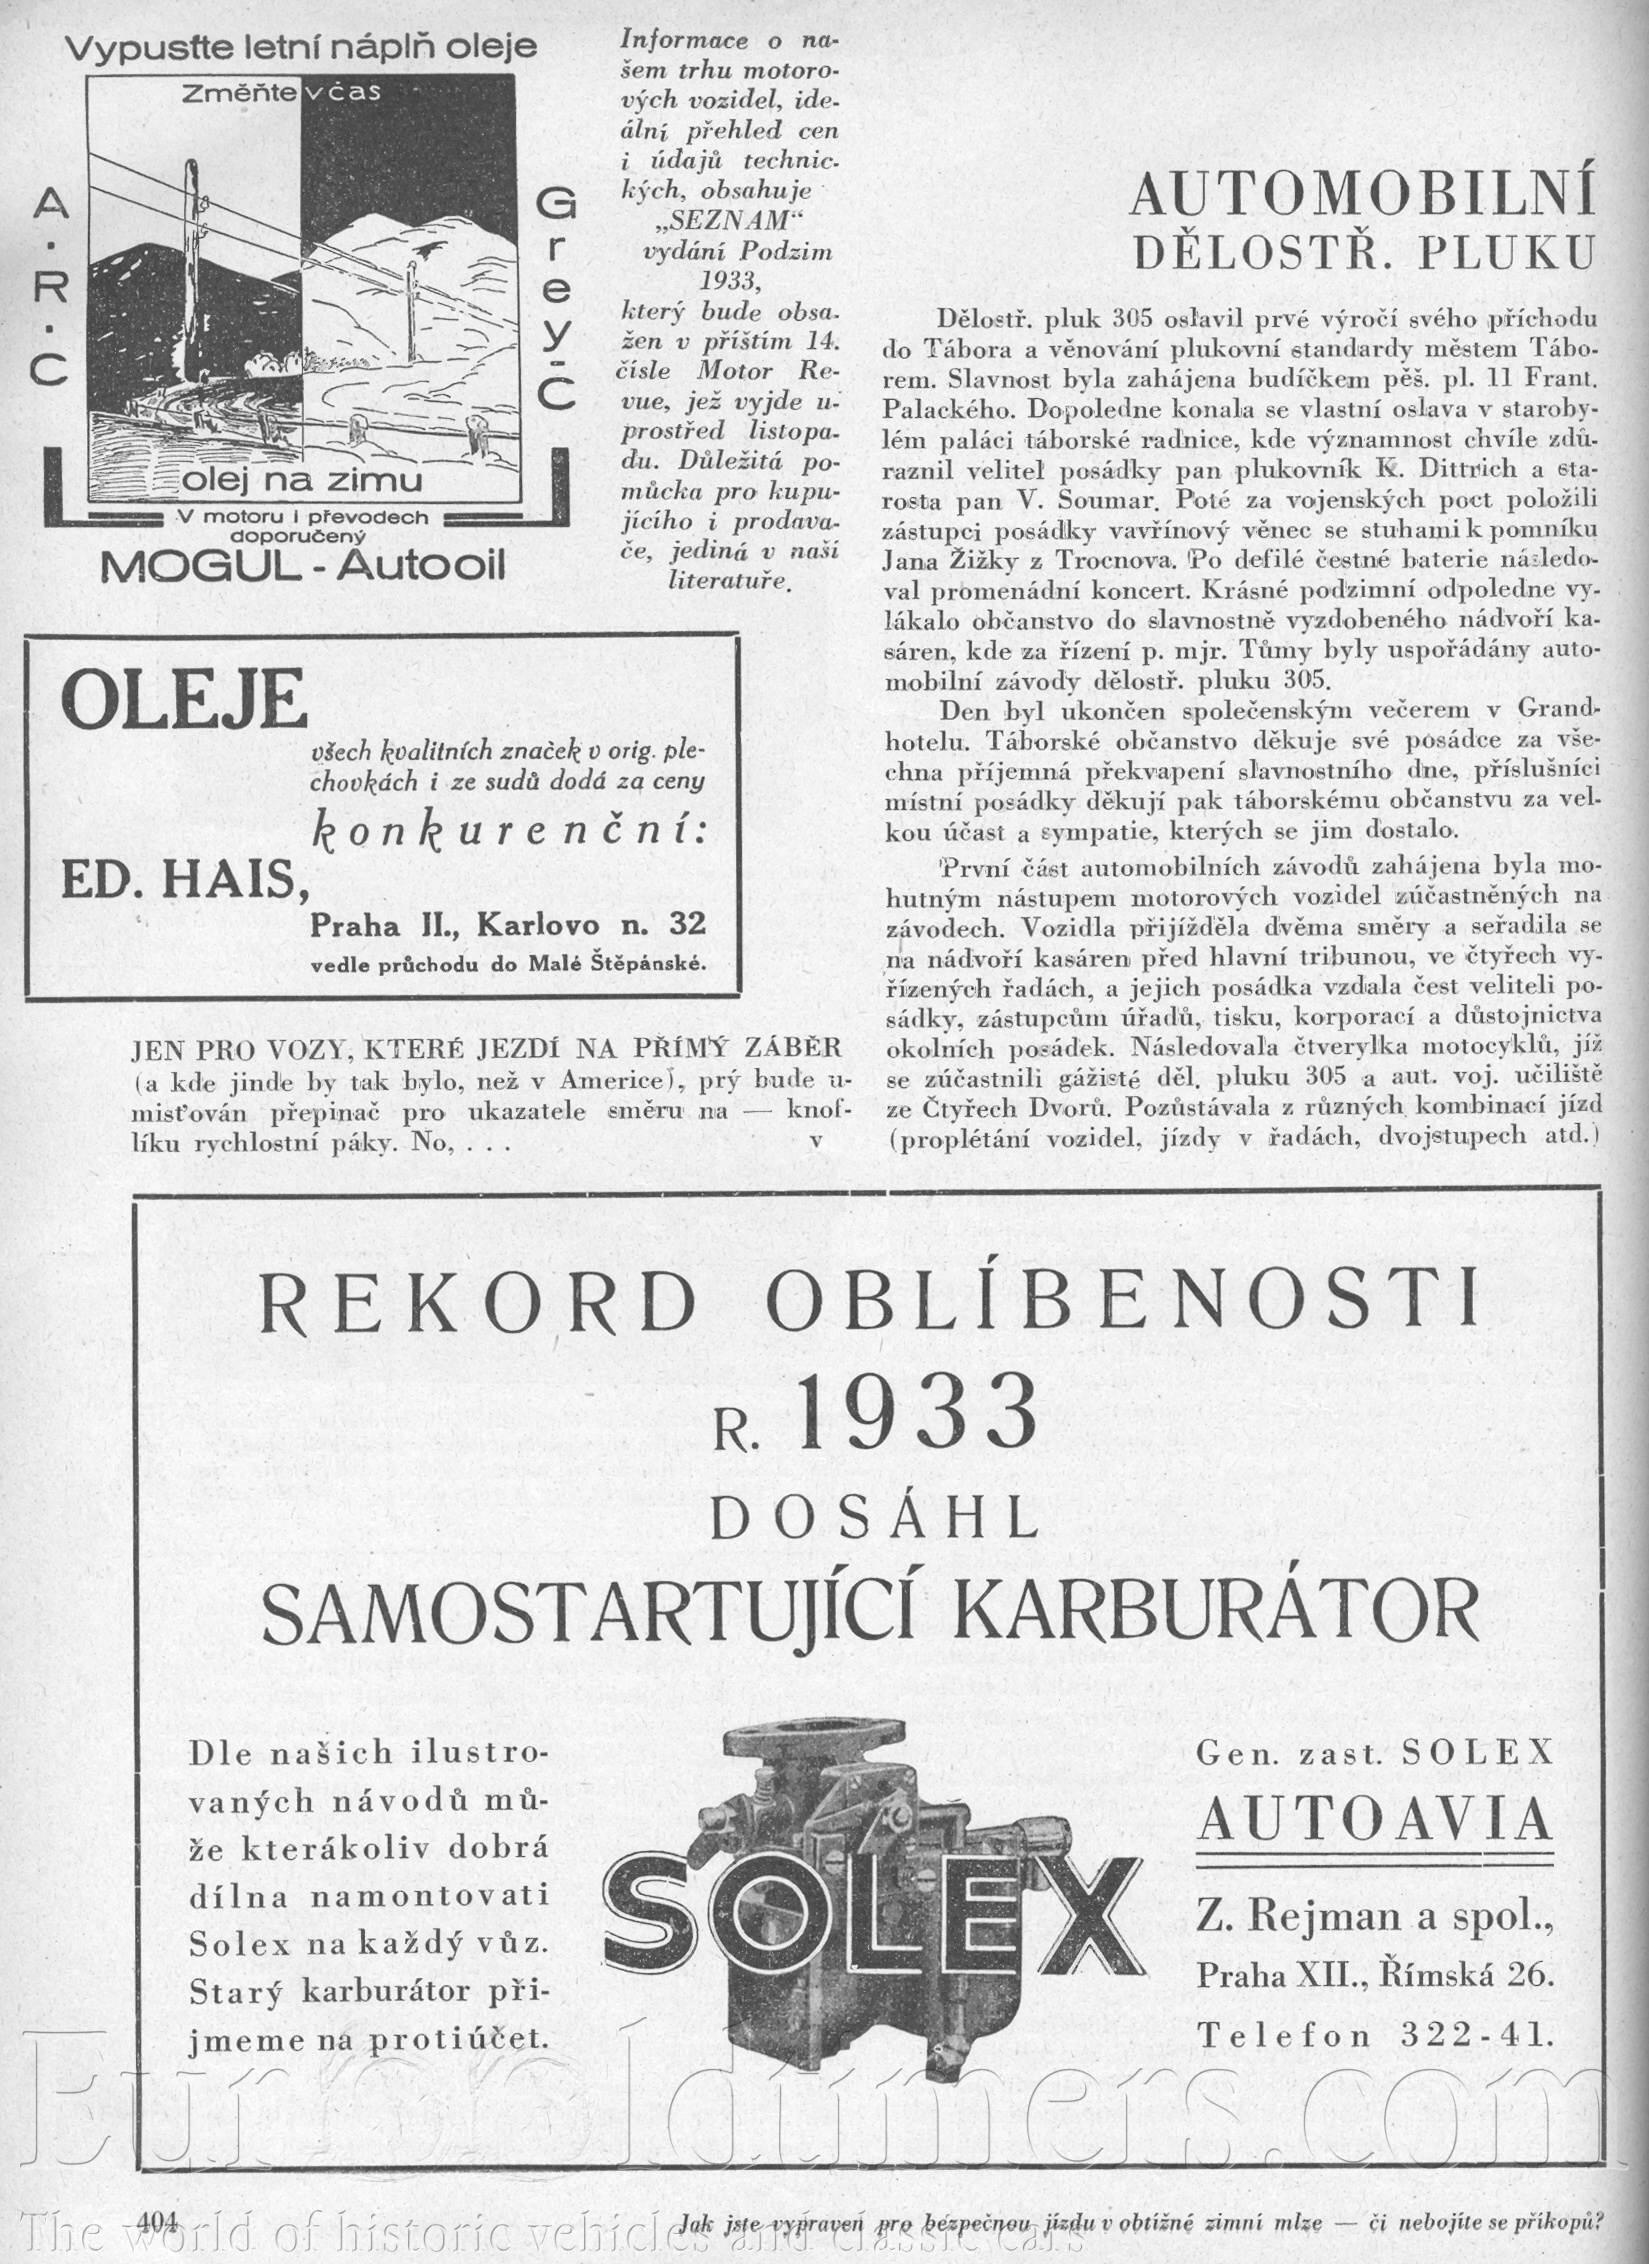 Vypusťte letní náplň oleje
Změňte včas
A.R.C
Grey-Č
olej na zimu
V motoru i převodech
doporučený
MOGUL - Autooil
Informace o na-
šem trhu motoro-
vých vozidel, ide-
ální přehled cen
i údajů technic-
kých, obsahuje
„SEZNAM“
vydání Podzim
1933,
který bude obsa-
žen v příštím 14.
čísle Motor Re-
vue, jež vyjde u-
prostřed listopa-
du. Důležitá po-
můcka pro kupu-
jícího i prodava-
če, jediná v naší
literatuře.
OLEJE
všech kvalitních značek v orig. ple-
chovkách i ze sudů dodá za ceny
konkurenční:
ED. HAIS,
Praha II., Karlovo n. 32
vedle průchodu do Malé Štěpánské.
JEN PRO VOZY, KTERÉ JEZDÍ NA PŘÍMÝ ZÁBĚR
(a kde jinde by tak bylo, než v Americe), prý bude u-
misťován přepinač pro ukazatele směru na — knof-
líku rychlostní páky. No, . . . v
AUTOMOBILNÍ
DĚLOSTŘ. PLUKU
Dělostř. pluk 305 oslavil prvé výročí svého příchodu
do Tábora a věnování plukovní standardy městem Tábo-
rem. Slavnost byla zahájena budíčkem pěš. pl. 11 Frant.
Palackého. Dopoledne konala se vlastní oslava v staroby-
lém paláci táborské radnice, kde významnost chvíle zdů-
raznil velitel posádky pan plukovník K. Dittrich a sta-
rosta pan V. Soumar. Poté za vojenských poct položili
zástupci posádky vavřínový věnec se stuhami k pomníku
Jana Žižky z Trocnova. Po defilé čestné baterie následo-
val promenádní koncert. Krásné podzimní odpoledne vy-
lákalo občanstvo do slavnostně vyzdobeného nádvoří ka-
sáren, kde za řízení p. mjr. Tůmy byly uspořádány auto-
mobilní závody dělostř. pluku 305.
Den byl ukončen společenským večerem v Grand-
hotelu. Táborské občanstvo děkuje své posádce za vše-
chna příjemná překvapení slavnostního dne, příslušníci
místní posádky děkují pak táborskému občanstvu za vel-
kou účast a sympatie, kterých se jim dostalo.
První část automobilních závodů zahájena byla mo-
hutným nástupem motorových vozidel zúčastněných na
závodech. Vozidla přijížděla dvěma směry a seřadila se
na nádvoří kasáren před hlavní tribunou, ve čtyřech vy-
řízených řadách, a jejich posádka vzdala čest veliteli po-
sádky, zástupcům úřadů, tisku, korporací a důstojnictva
okolních posádek. Následovala čtverylka motocyklů, jíž
se zúčastnili gážisté děl. pluku 305 a aut. voj. učiliště
ze Čtyřech Dvorů. Pozůstávala z různých kombinací jízd
(proplétání vozidel, jízdy v řadách, dvojstupech atd.)
REKORD OBLÍBENOSTI
R. 1933
DOSÁHL
SAMOSTARTUJÍCÍ KARBURÁTOR
Dle našich ilustro-
vaných návodů mů-
že kterákoliv dobrá
dílna namontovati
Solex na každý vůz.
Starý karburátor při-
jmeme na protiúčet.
SOLEX
Gen. zast. SOLEX
AUTOAVIA
Z. Rejman a spol.,
Praha XII., Římská 26.
Telefon 322-41.
EuroOldtimers.com
The world of historic vehicles and classic cars
404
Jak jste vypraven pro bezpečnou jízdu v obtížné zimní mlze — či nebojíte se příkopů?